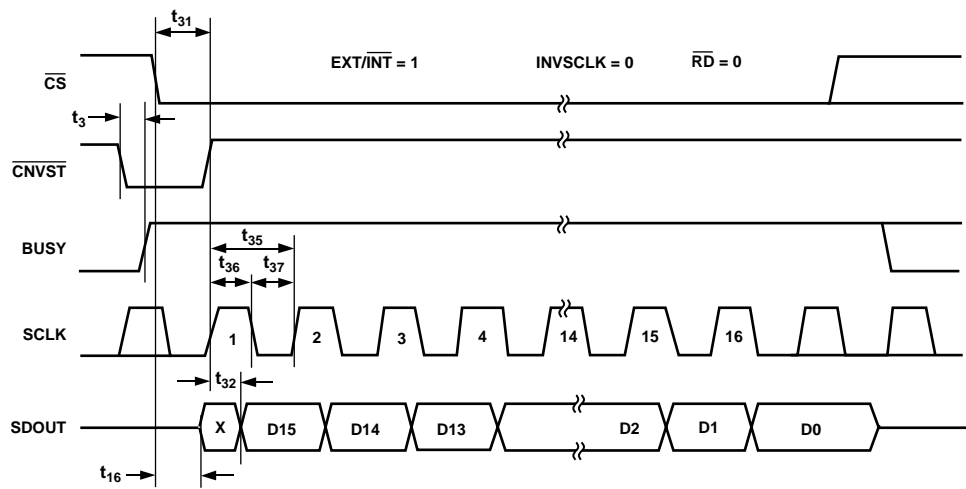 t31
EXT/INT = 1 INVSCLK = 0 RD = 0
CS
t3
CNVST
BUSY
t35
t36 t37
SCLK
1 2 3 4 14 15 16
t32
SDOUT
X D15 D14 D13 D2 D1 D0
t16